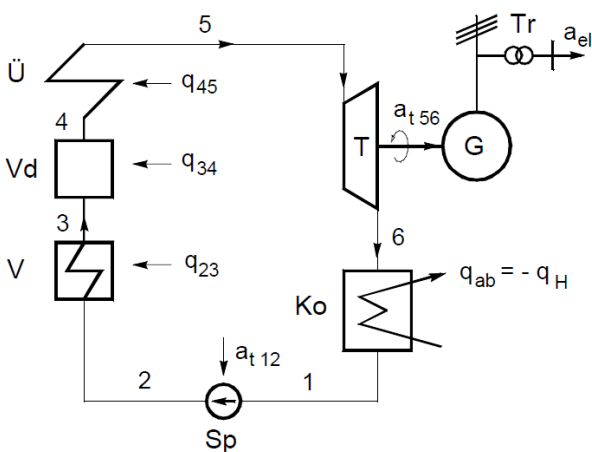 5
Tr
a_el
Ü
q_45
a_t 56
4
T
G
Vd
q_34
3
6
V
q_23
q_ab = - q_H
Ko
a_t 12
2
1
Sp